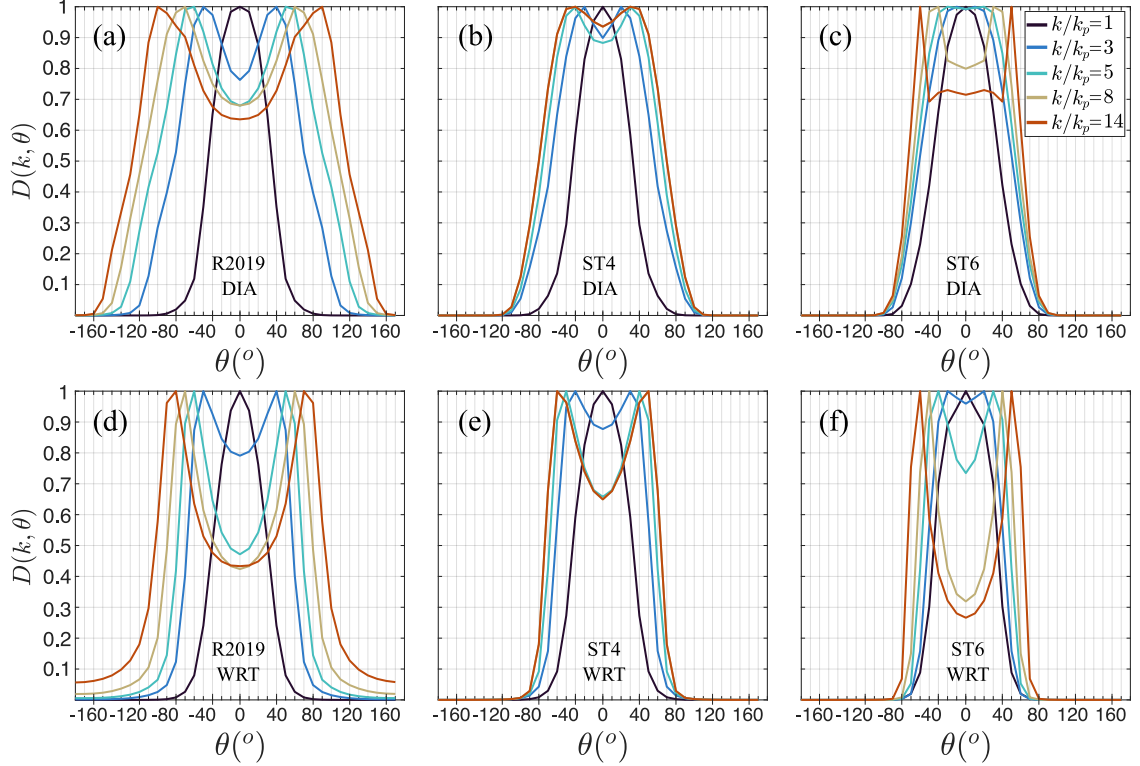 (a)
(b)
(c)
k/k_p=1
k/k_p=3
k/k_p=5
k/k_p=8
k/k_p=14
1
0.9
0.8
0.7
0.6
0.5
0.4
0.3
0.2
0.1
D(k, θ)
R2019
DIA
ST4
DIA
ST6
DIA
-160 -120 -80 -40 0 40 80 120 160
-160 -120 -80 -40 0 40 80 120 160
-160 -120 -80 -40 0 40 80 120 160
θ(°)
θ(°)
θ(°)
(d)
(e)
(f)
1
0.9
0.8
0.7
0.6
0.5
0.4
0.3
0.2
0.1
D(k, θ)
R2019
WRT
ST4
WRT
ST6
WRT
-160 -120 -80 -40 0 40 80 120 160
-160 -120 -80 -40 0 40 80 120 160
-160 -120 -80 -40 0 40 80 120 160
θ(°)
θ(°)
θ(°)